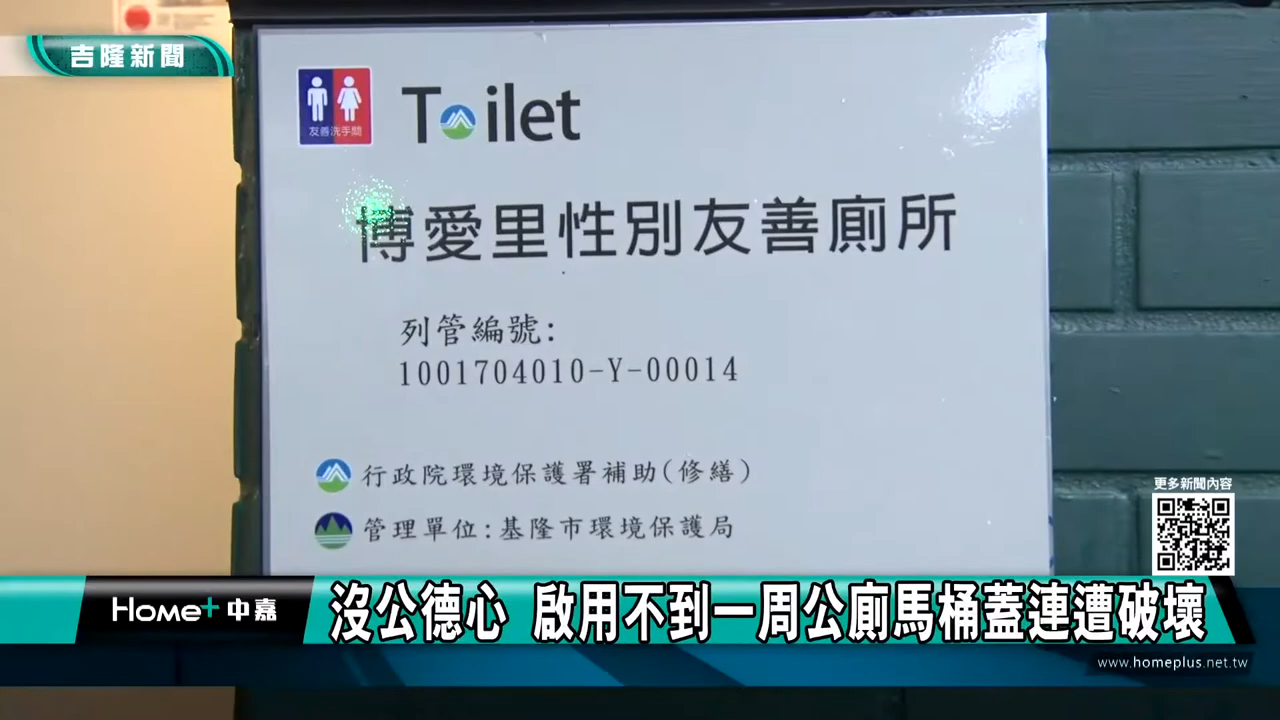 吉隆新聞
友善洗手間
Toilet
博愛里性別友善廁所
列管編號:
1001704010-Y-00014
行政院環境保護署補助(修繕)
管理單位:基隆市環境保護局
更多新聞內容
Home+中嘉
沒公德心 啟用不到一周公廁馬桶蓋連遭破壞
www.homeplus.net.tw